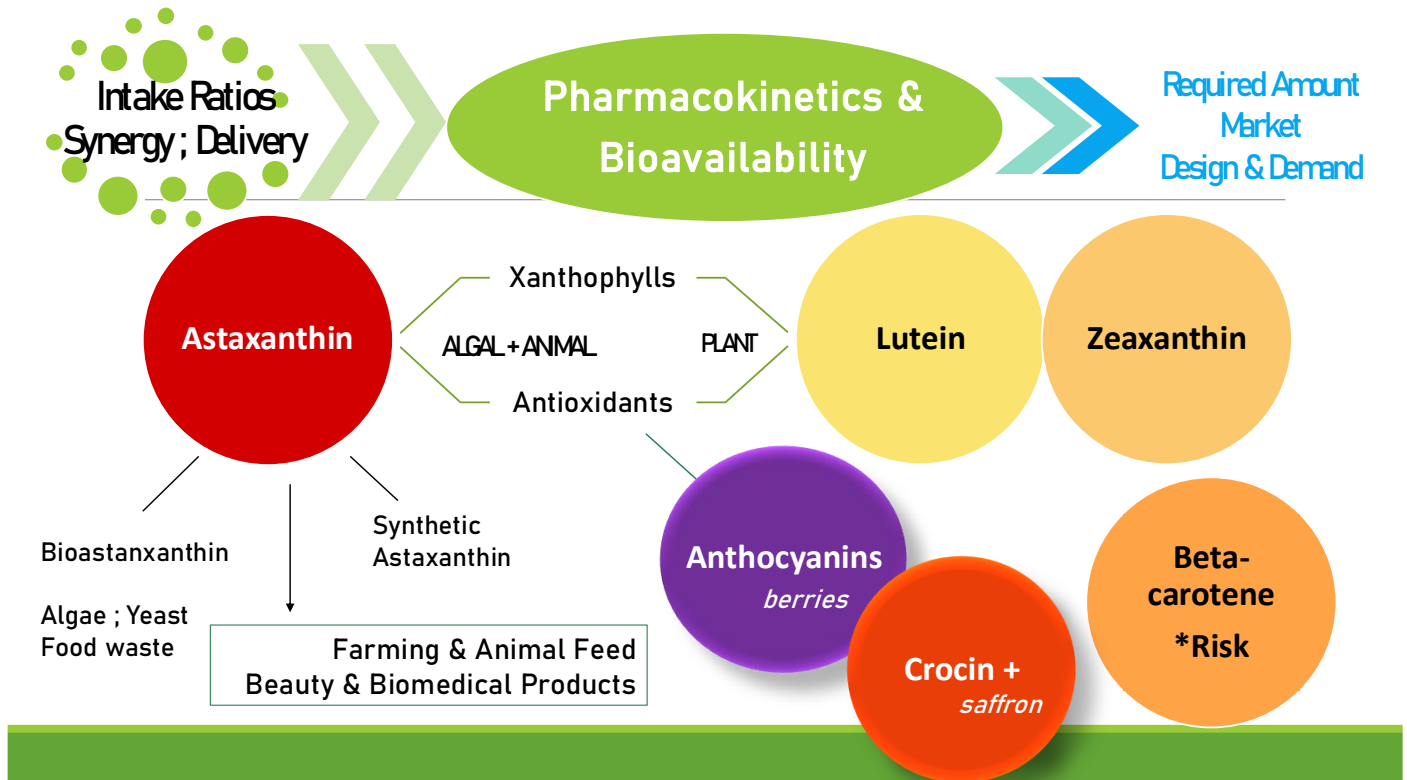 Intake Ratios
Synergy ; Delivery
Pharmacokinetics &
Bioavailability
Required Amount
Market
Design & Demand
Astaxanthin
Xanthophylls
ALGAL + ANIMAL
PLANT
Antioxidants
Lutein
Zeaxanthin
Bioastanxanthin
Algae ; Yeast
Food waste
Synthetic
Astaxanthin
Farming & Animal Feed
Beauty & Biomedical Products
Anthocyanins
berries
Crocin +
saffron
Beta-
carotene
*Risk